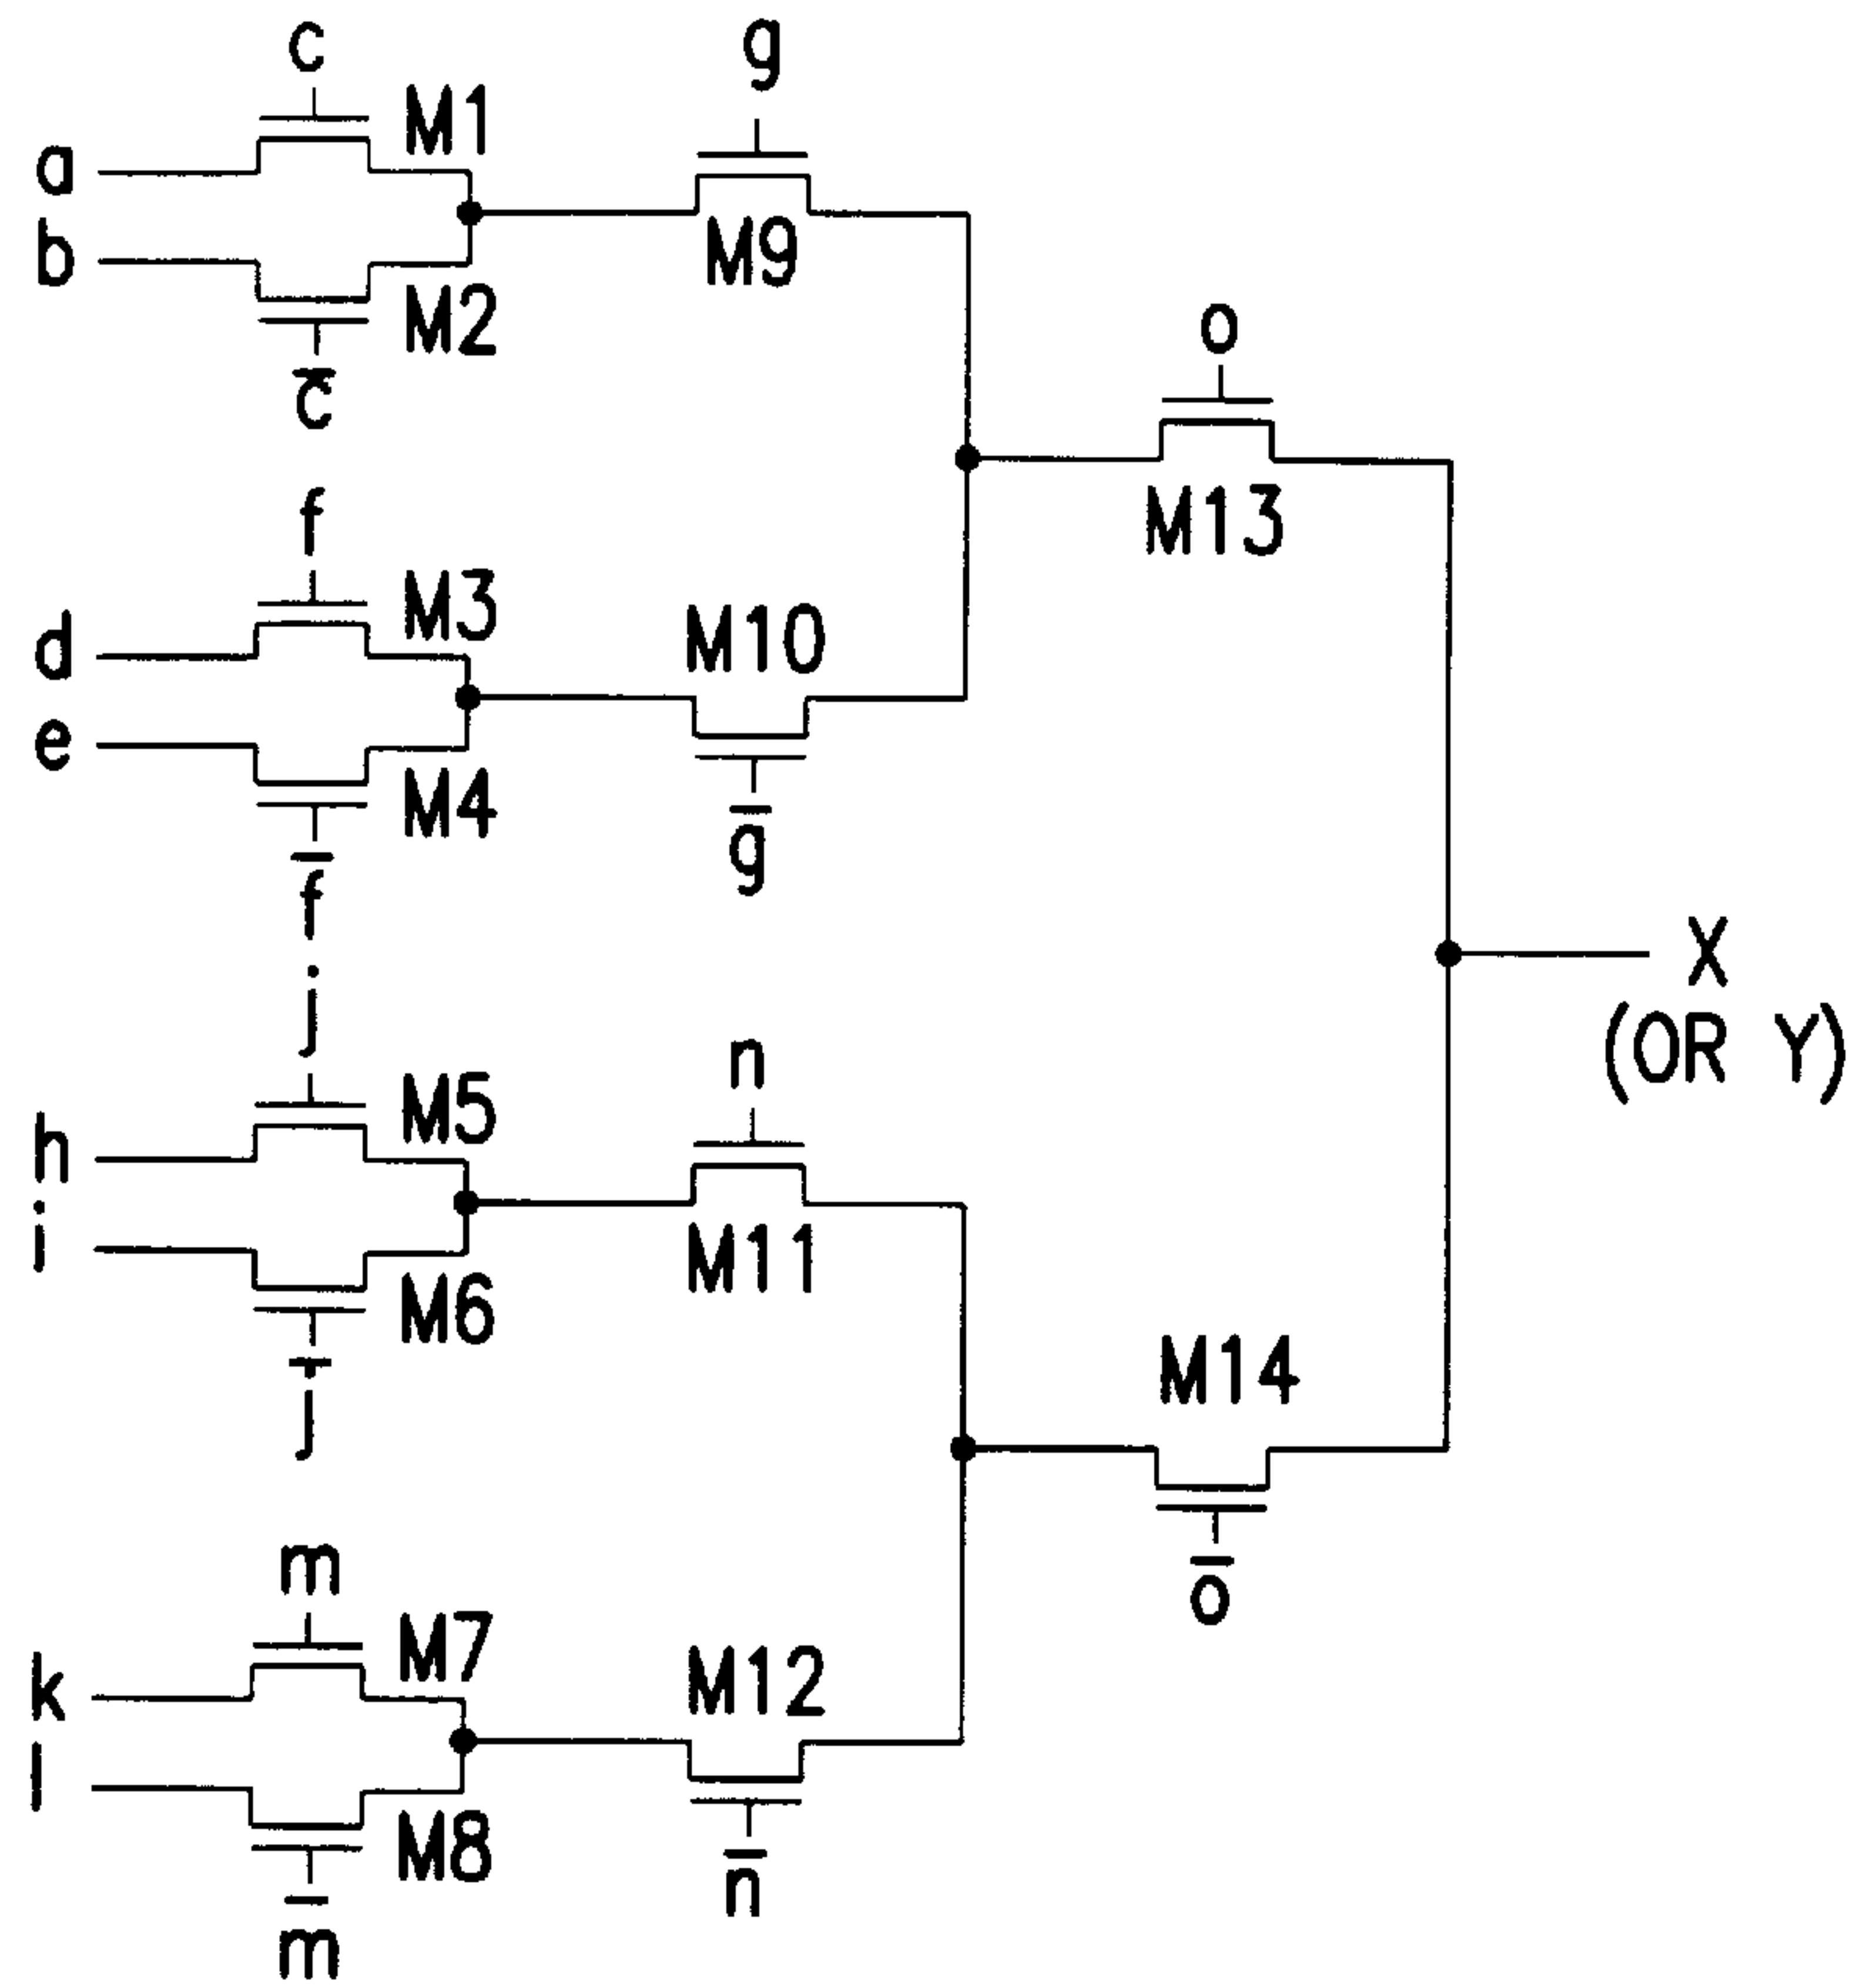 c
g
M1
a
M9
b
M2
c̅
o
f
M13
M3
M10
d
e
M4
g̅
f̅
X
j
(OR Y)
n
M5
h
i
M11
M6
M14
j̅
m
o̅
M7
k
M12
l
M8
n̅
m̅